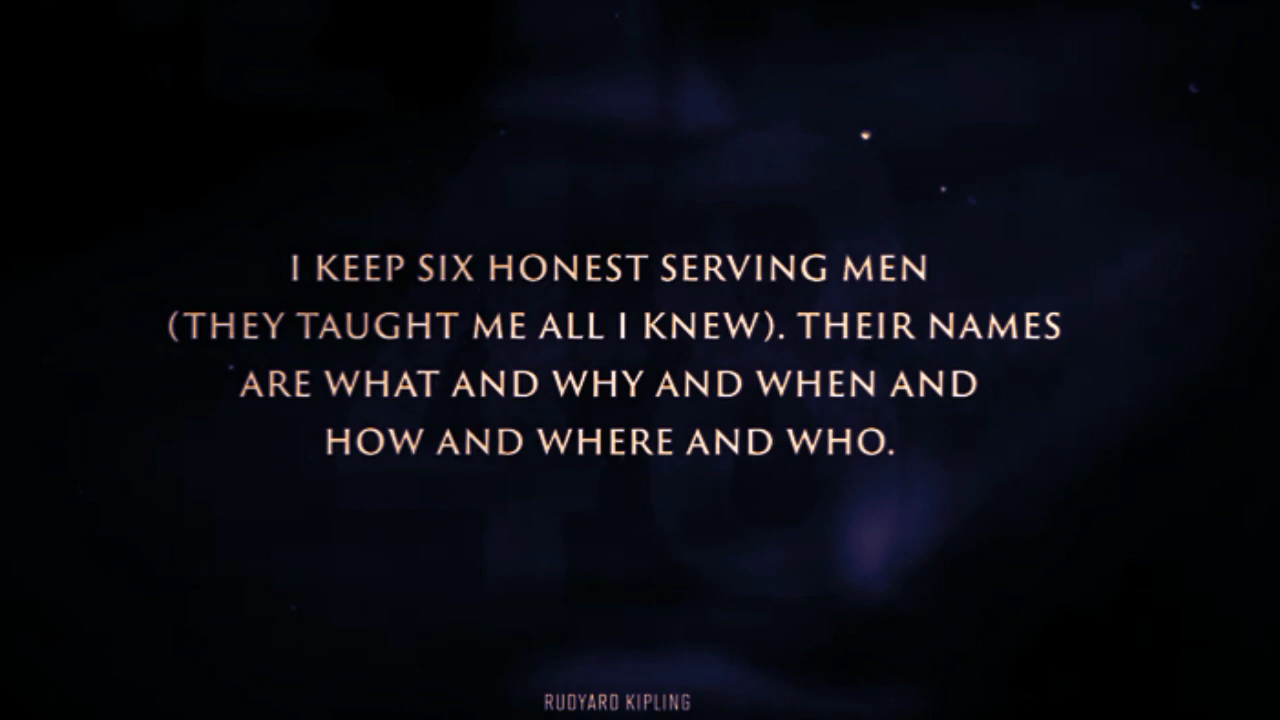 I KEEP SIX HONEST SERVING MEN
(THEY TAUGHT ME ALL I KNEW). THEIR NAMES
ARE WHAT AND WHY AND WHEN AND
HOW AND WHERE AND WHO.
RUDYARD KIPLING